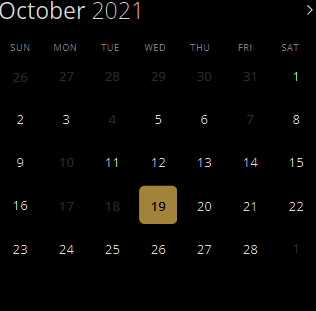 October 2021
SUN MON TUE WED THU FRI SAT
26 27 28 29 30 31 1
2 3 4 5 6 7 8
9 10 11 12 13 14 15
16 17 18 19 20 21 22
23 24 25 26 27 28 1